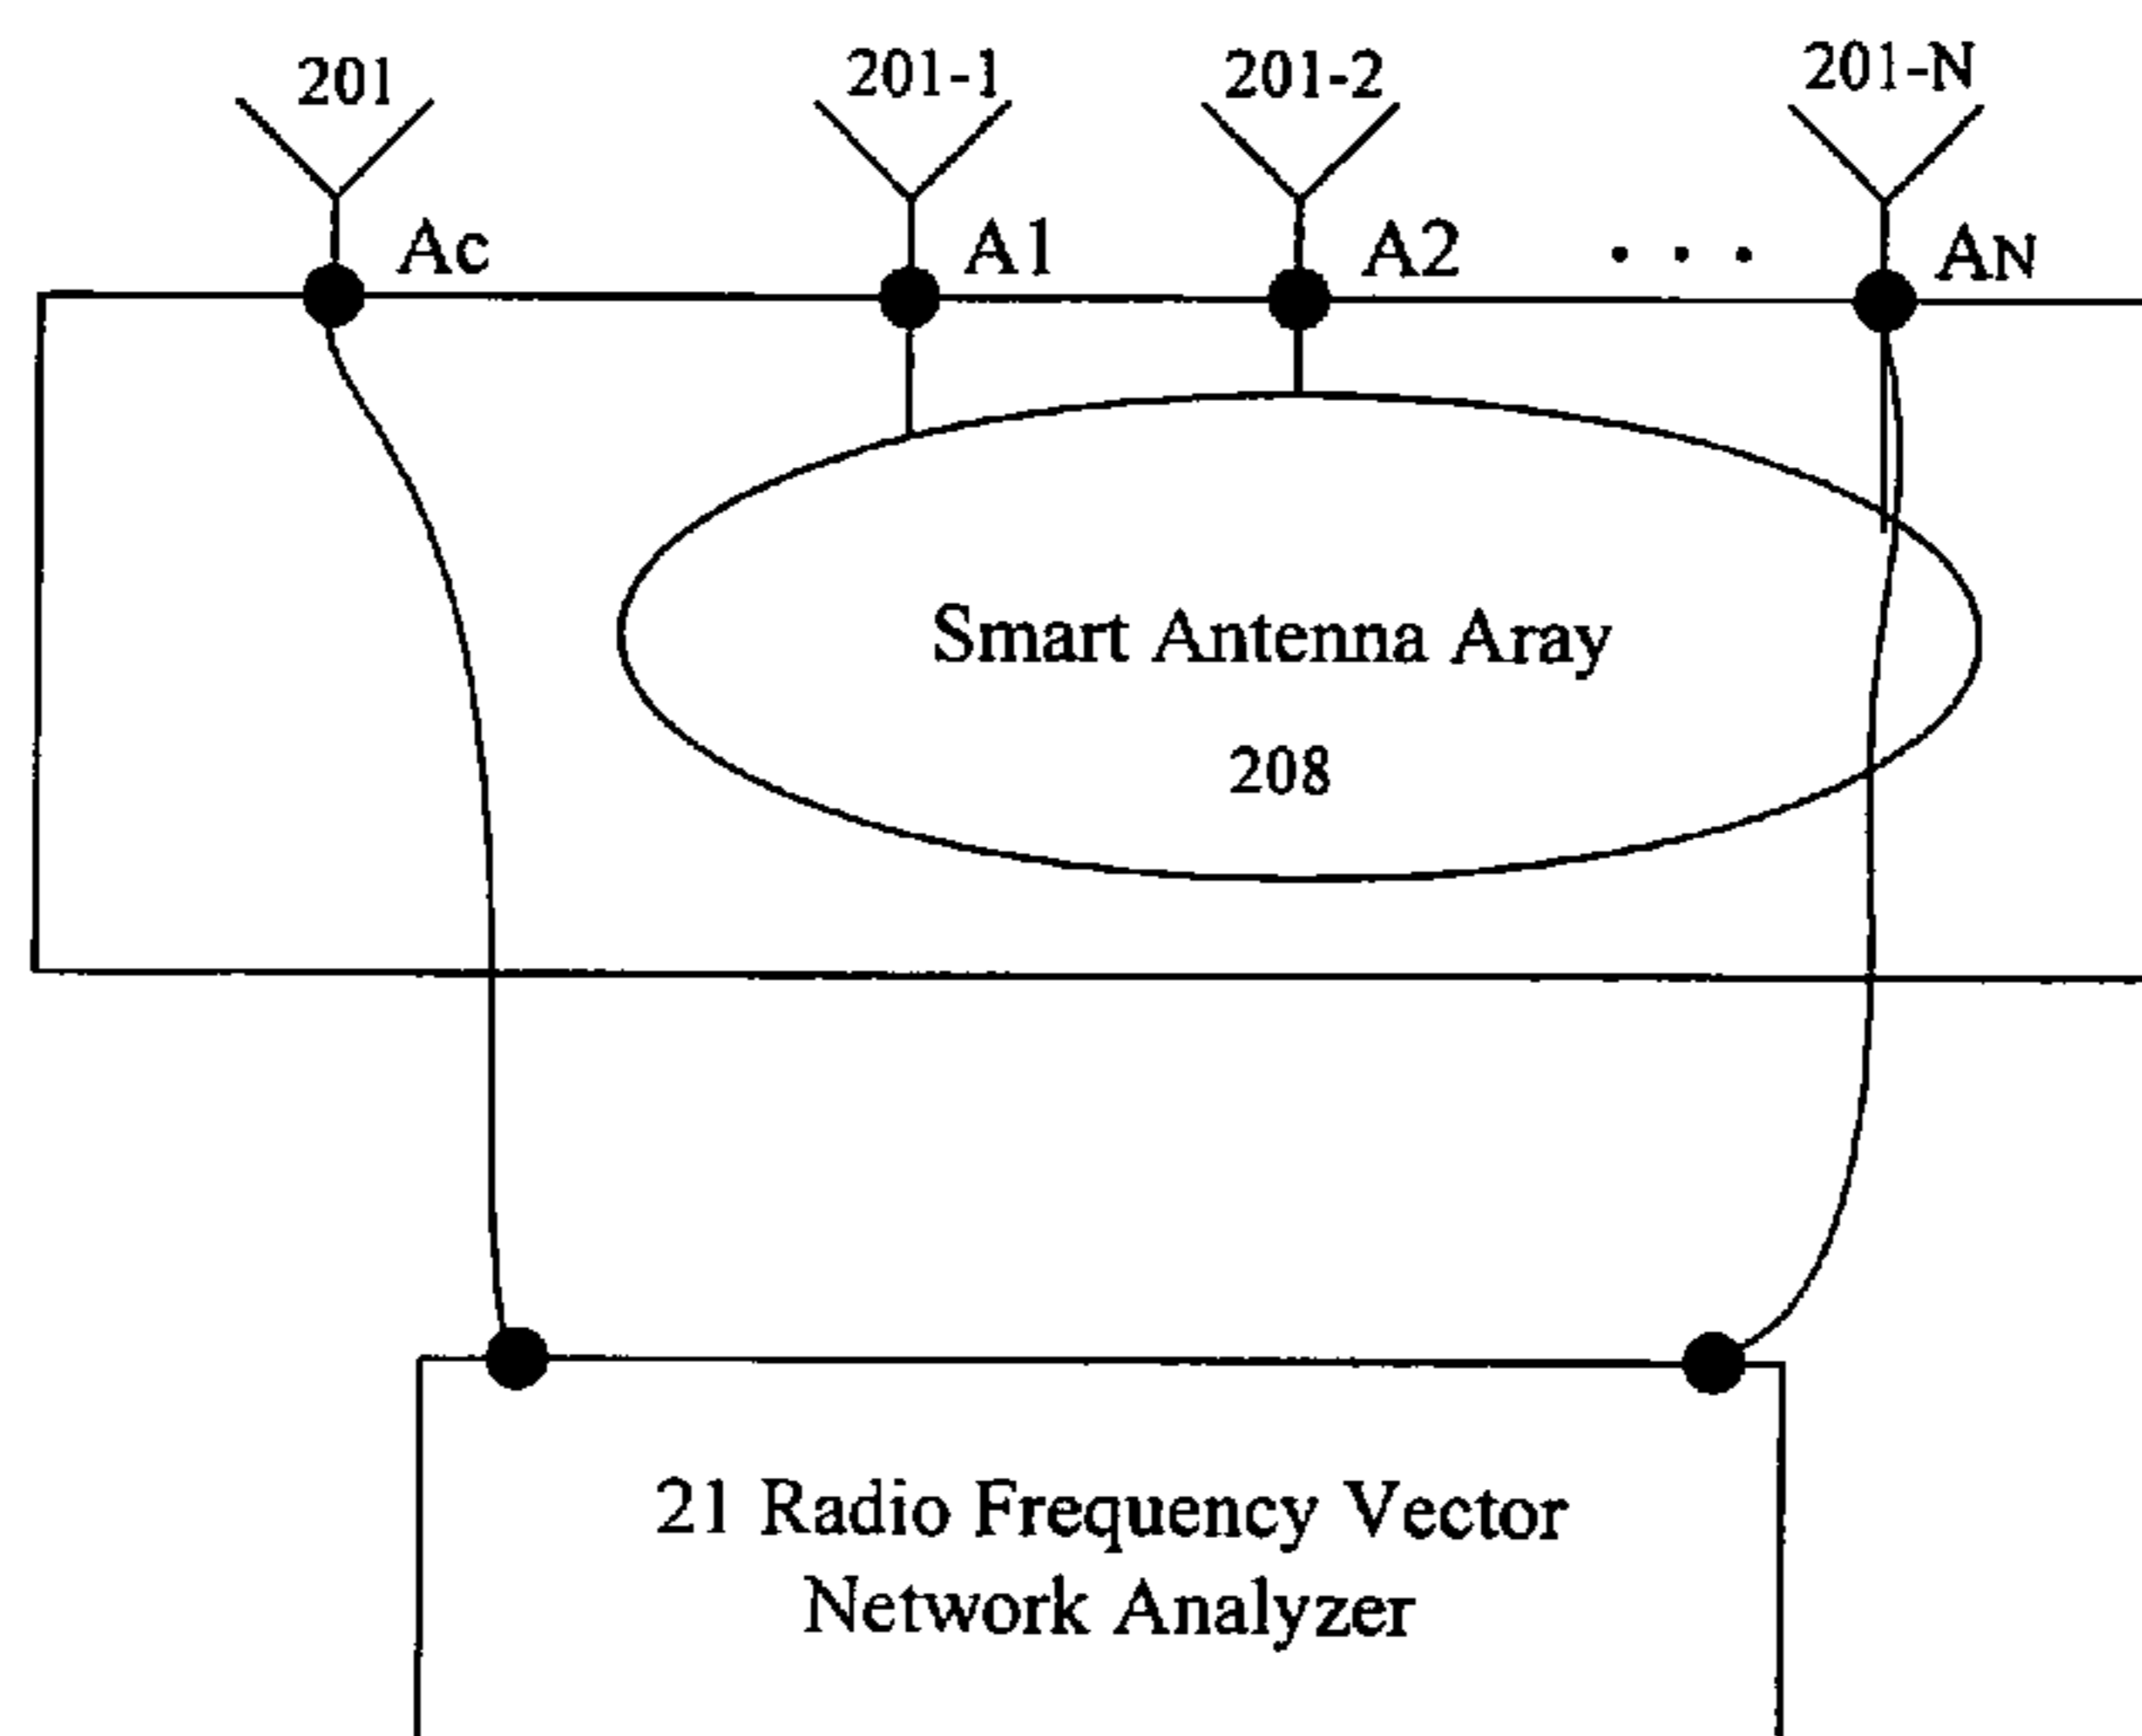 201 201-1 201-2 201-N
Ac A1 A2 . . . AN
Smart Antenna Aray
208
21 Radio Frequency Vector
Network Analyzer